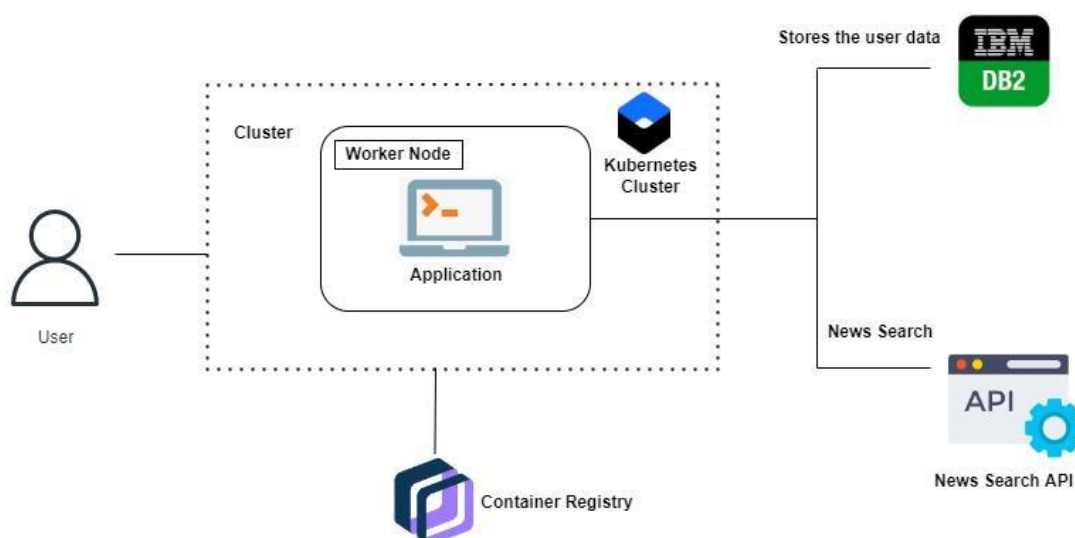 Stores the user data
IBM
DB2
Cluster
Worker Node
Kubernetes
Cluster
Application
User
News Search
API
News Search API
Container Registry